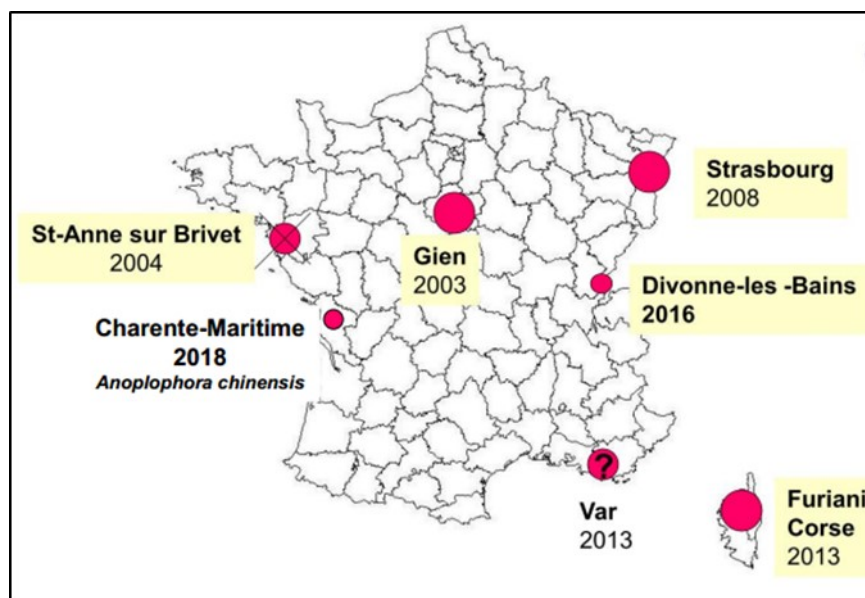 Strasbourg
2008
St-Anne sur Brivet
2004
Gien
2003
Divonne-les -Bains
2016
Charente-Maritime
2018
Anoplophora chinensis
?
Var
2013
Furiani
Corse
2013